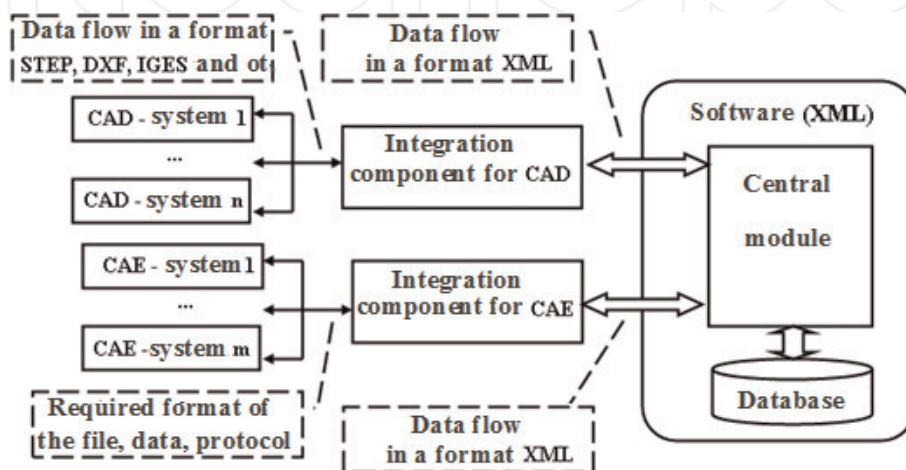 Data flow in a format
STEP, DXF, IGES and ot-
Data flow
in a format XML
CAD - system 1
...
CAD - system n
Integration
component for CAD
Software (XML)
Central
module
Database
CAE - system 1
...
CAE - system m
Integration
component for CAE
Required format of
the file, data, protocol
Data flow
in a format XML